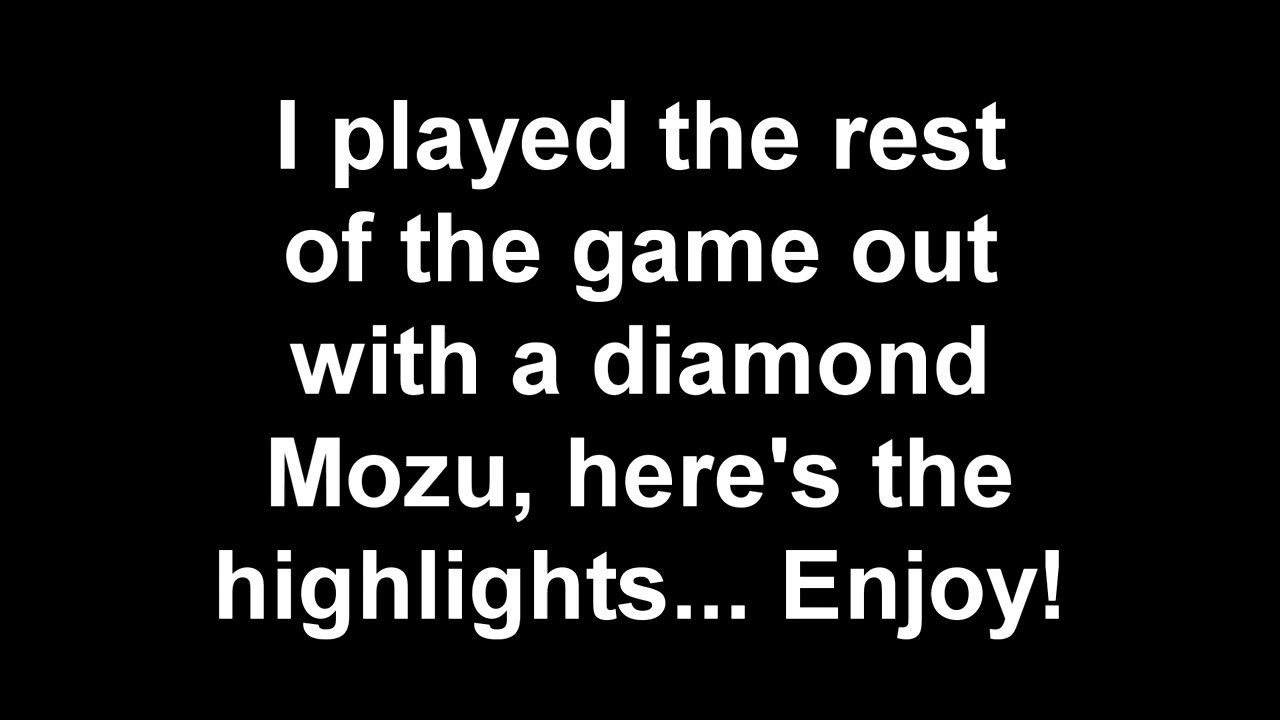 I played the rest
of the game out
with a diamond
Mozu, here's the
highlights... Enjoy!